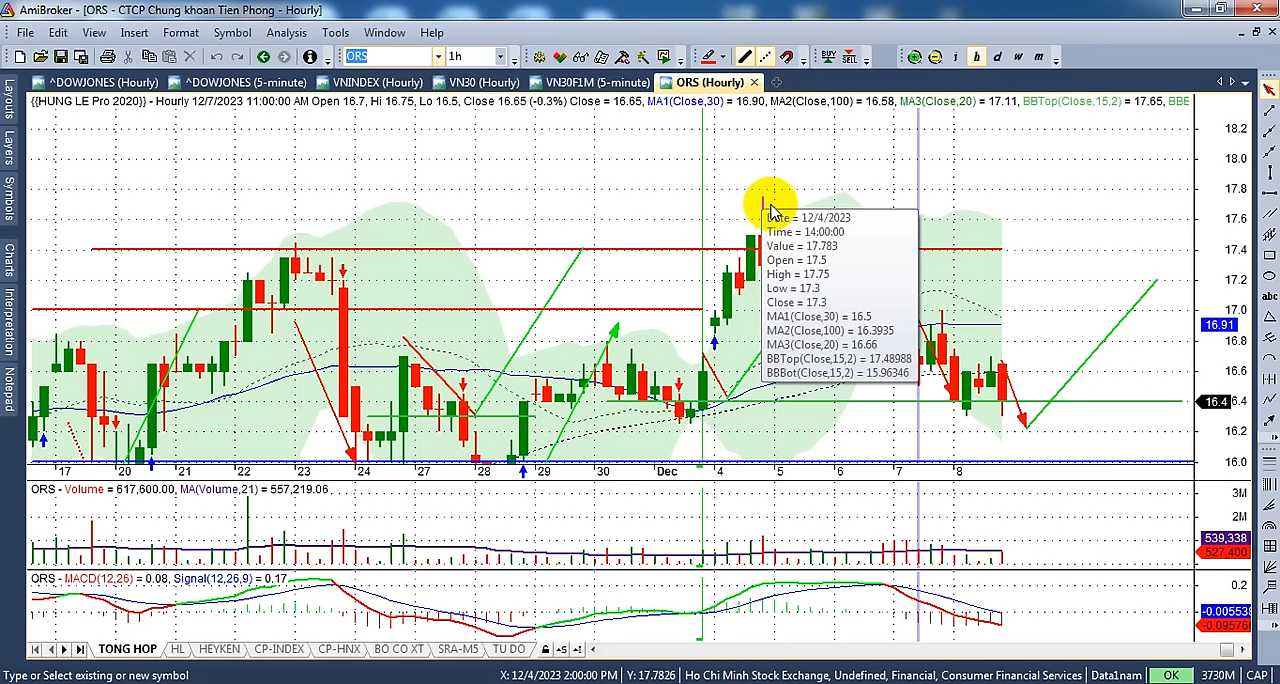 AmiBroker - [ORS - CTCP Chung khoan Tien Phong - Hourly]
File Edit View Insert Format Symbol Analysis Tools Window Help
ORS 1h BUY SELL i h d w m
^DOWJONES (Hourly) ^DOWJONES (5-minute) VNINDEX (Hourly) VN30 (Hourly) VN30F1M (5-minute) ORS (Hourly)
Layouts
Layers
Symbols
Charts
Interpretation
Notepad
{{HUNG LE Pro 2020}} - Hourly 12/7/2023 11:00:00 AM Open 16.7, Hi 16.75, Lo 16.5, Close 16.65 (-0.3%) Close = 16.65, MA1(Close,30) = 16.90, MA2(Close,100) = 16.58, MA3(Close,20) = 17.11, BBTop(Close,15,2) = 17.65, BBE
18.2
18.0
17.8
17.6
17.4
17.2
17.0
16.91
16.8
16.6
16.4
6.4
16.2
16.0
Date = 12/4/2023
Time = 14:00:00
Value = 17.783
Open = 17.5
High = 17.75
Low = 17.3
Close = 17.3
MA1(Close,30) = 16.5
MA2(Close,100) = 16.3935
MA3(Close,20) = 16.66
BBTop(Close,15,2) = 17.48988
BBBot(Close,15,2) = 15.96346
abc
17 20 21 22 23 24 27 28 29 30 Dec 4 5 6 7 8
ORS - Volume = 617,600.00, MA(Volume,21) = 557,219.06
3M
2M
539,338
527,400
ORS - MACD(12,26) = 0.08, Signal(12,26,9) = 0.17
0.2
-0.005538
-0.095760
TONG HOP HL HEYKEN CP-INDEX CP-HNX BO CO XT SRA-M5 TU DO
Type or Select existing or new symbol X: 12/4/2023 2:00:00 PM Y: 17.7826 Ho Chi Minh Stock Exchange, Undefined, Financial, Consumer Financial Services Data1nam OK 3730M CAP